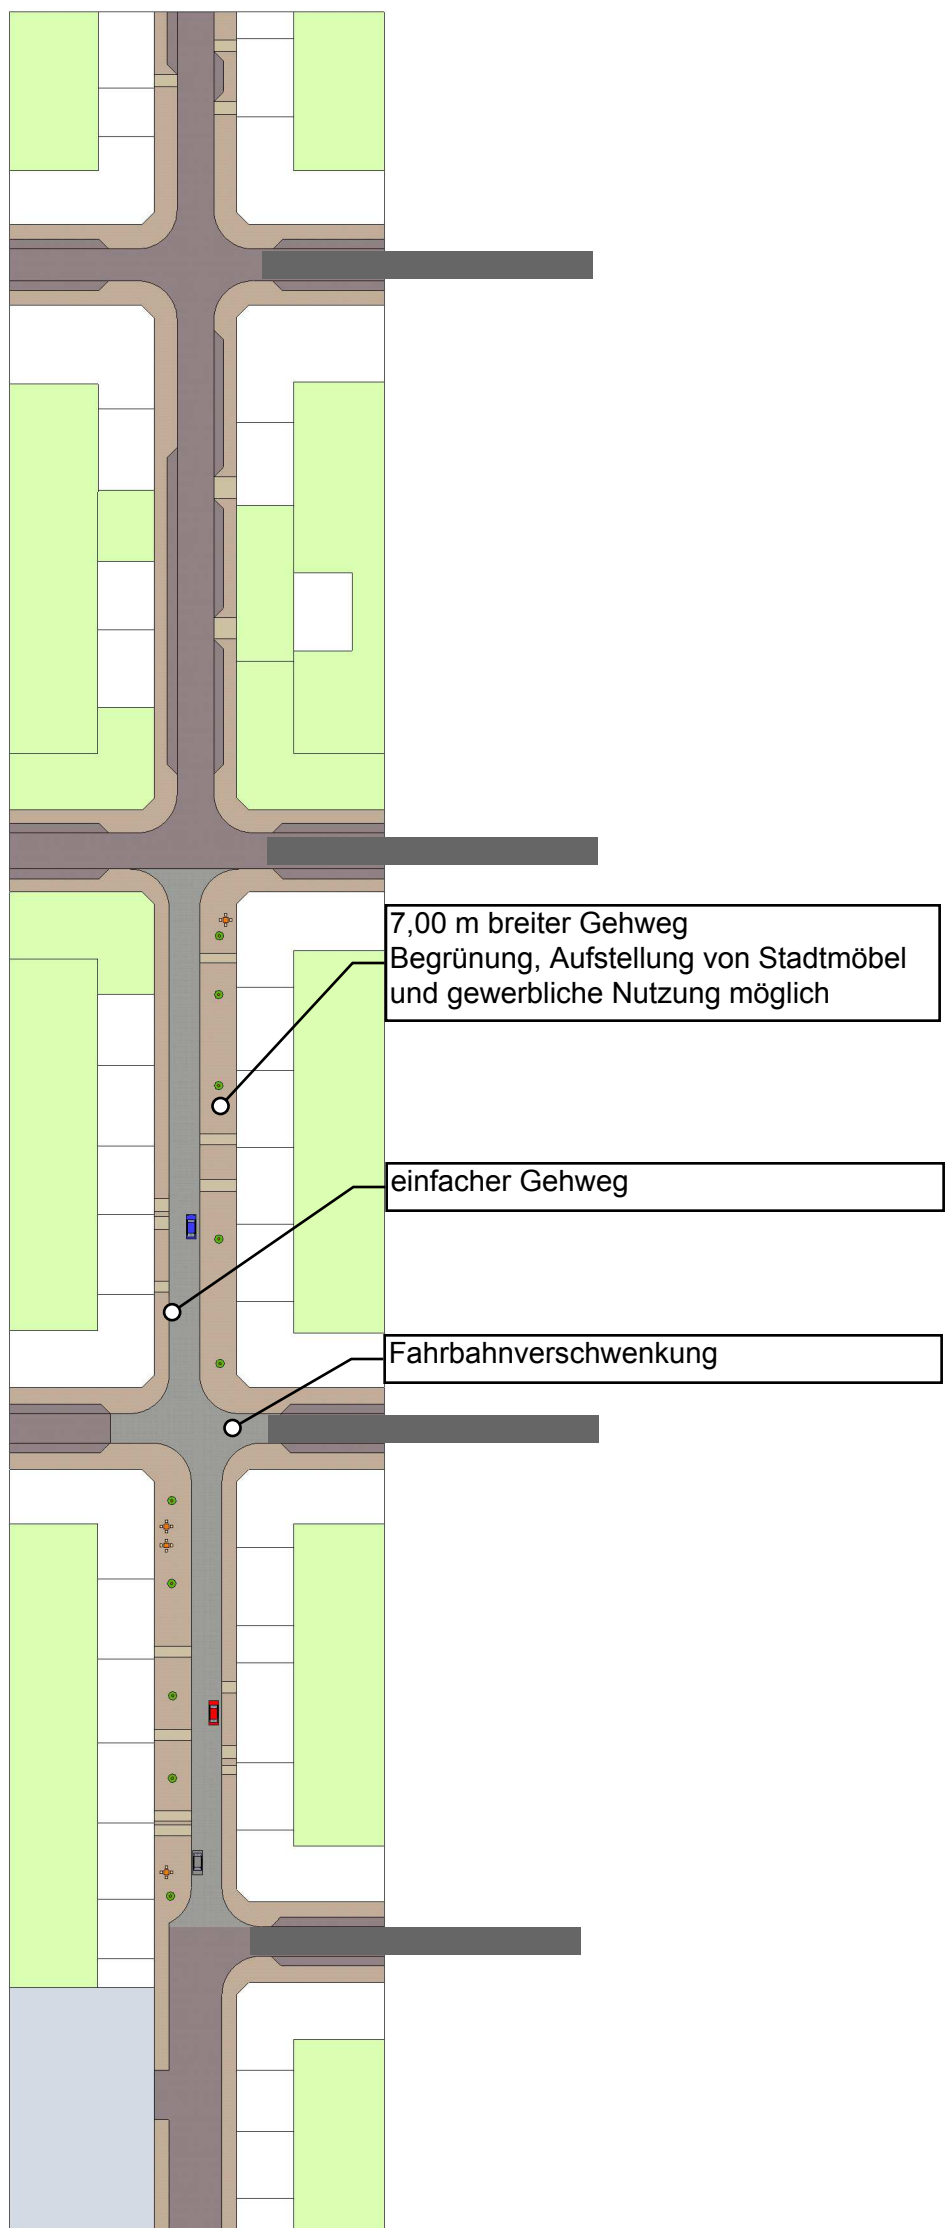 7,00 m breiter Gehweg
Begrünung, Aufstellung von Stadtmöbel
und gewerbliche Nutzung möglich
einfacher Gehweg
Fahrbahnverschwenkung